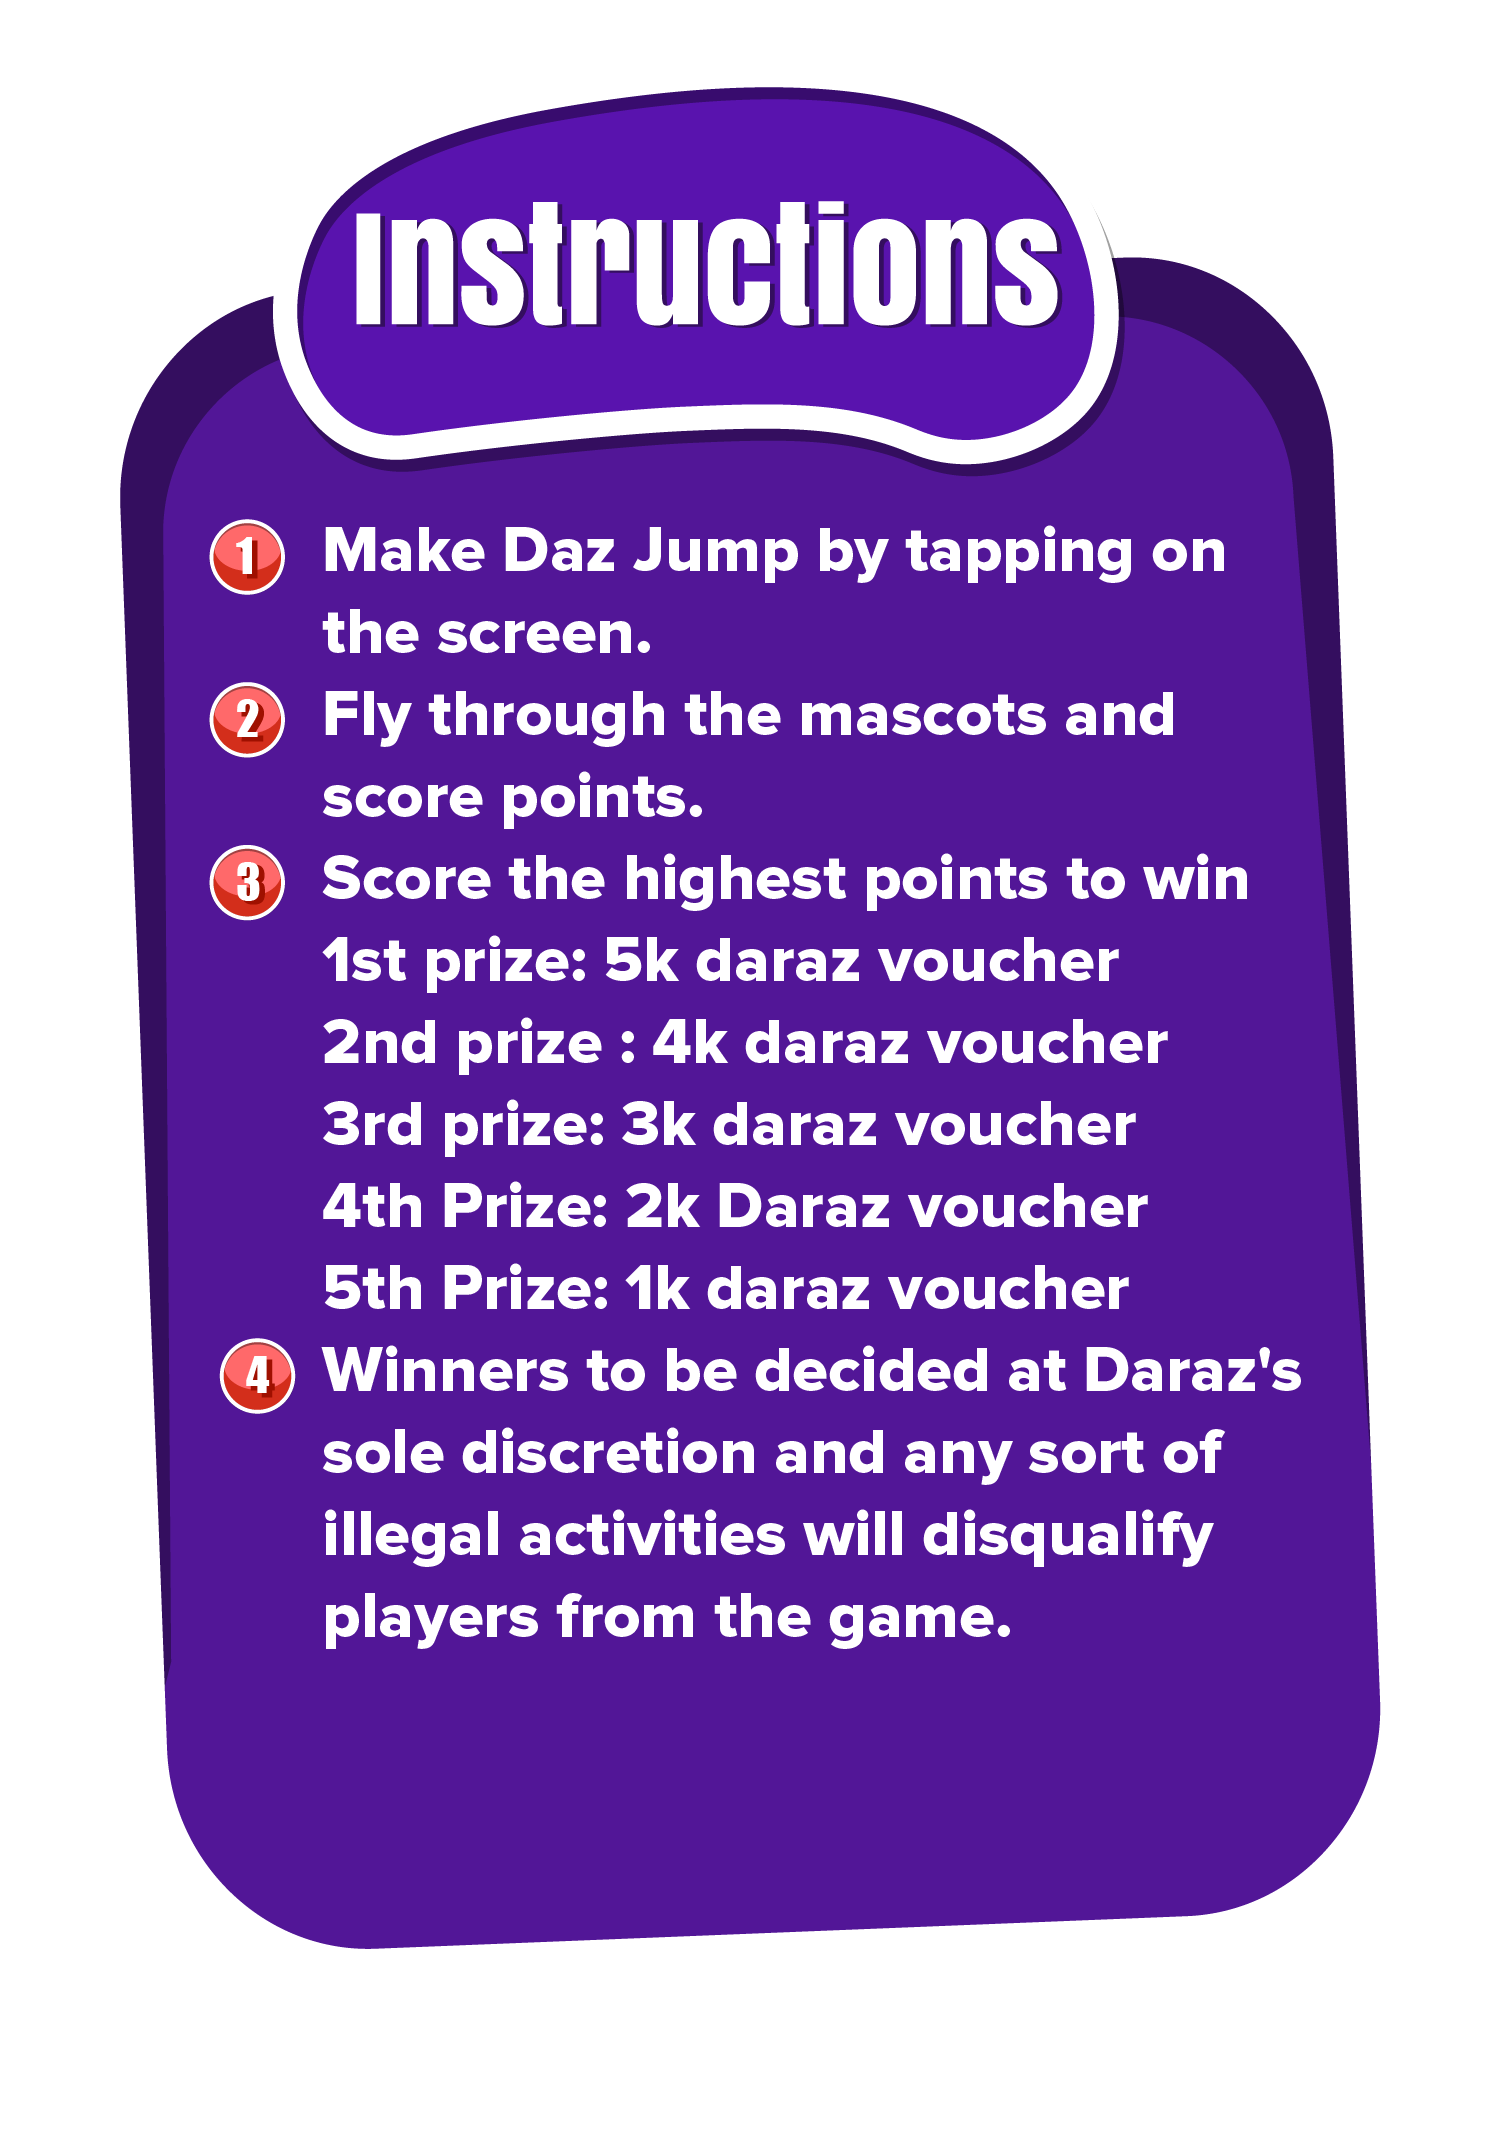 Instructions
1 Make Daz Jump by tapping on
the screen.
2 Fly through the mascots and
score points.
3 Score the highest points to win
1st prize: 5k daraz voucher
2nd prize : 4k daraz voucher
3rd prize: 3k daraz voucher
4th Prize: 2k Daraz voucher
5th Prize: 1k daraz voucher
4 Winners to be decided at Daraz's
sole discretion and any sort of
illegal activities will disqualify
players from the game.